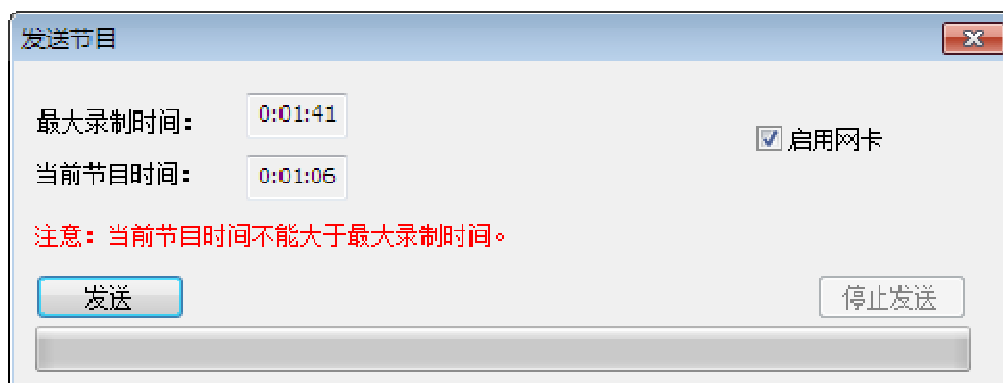 发送节目
最大录制时间： 0:01:41
启用网卡
当前节目时间： 0:01:06
注意：当前节目时间不能大于最大录制时间。
发送 停止发送